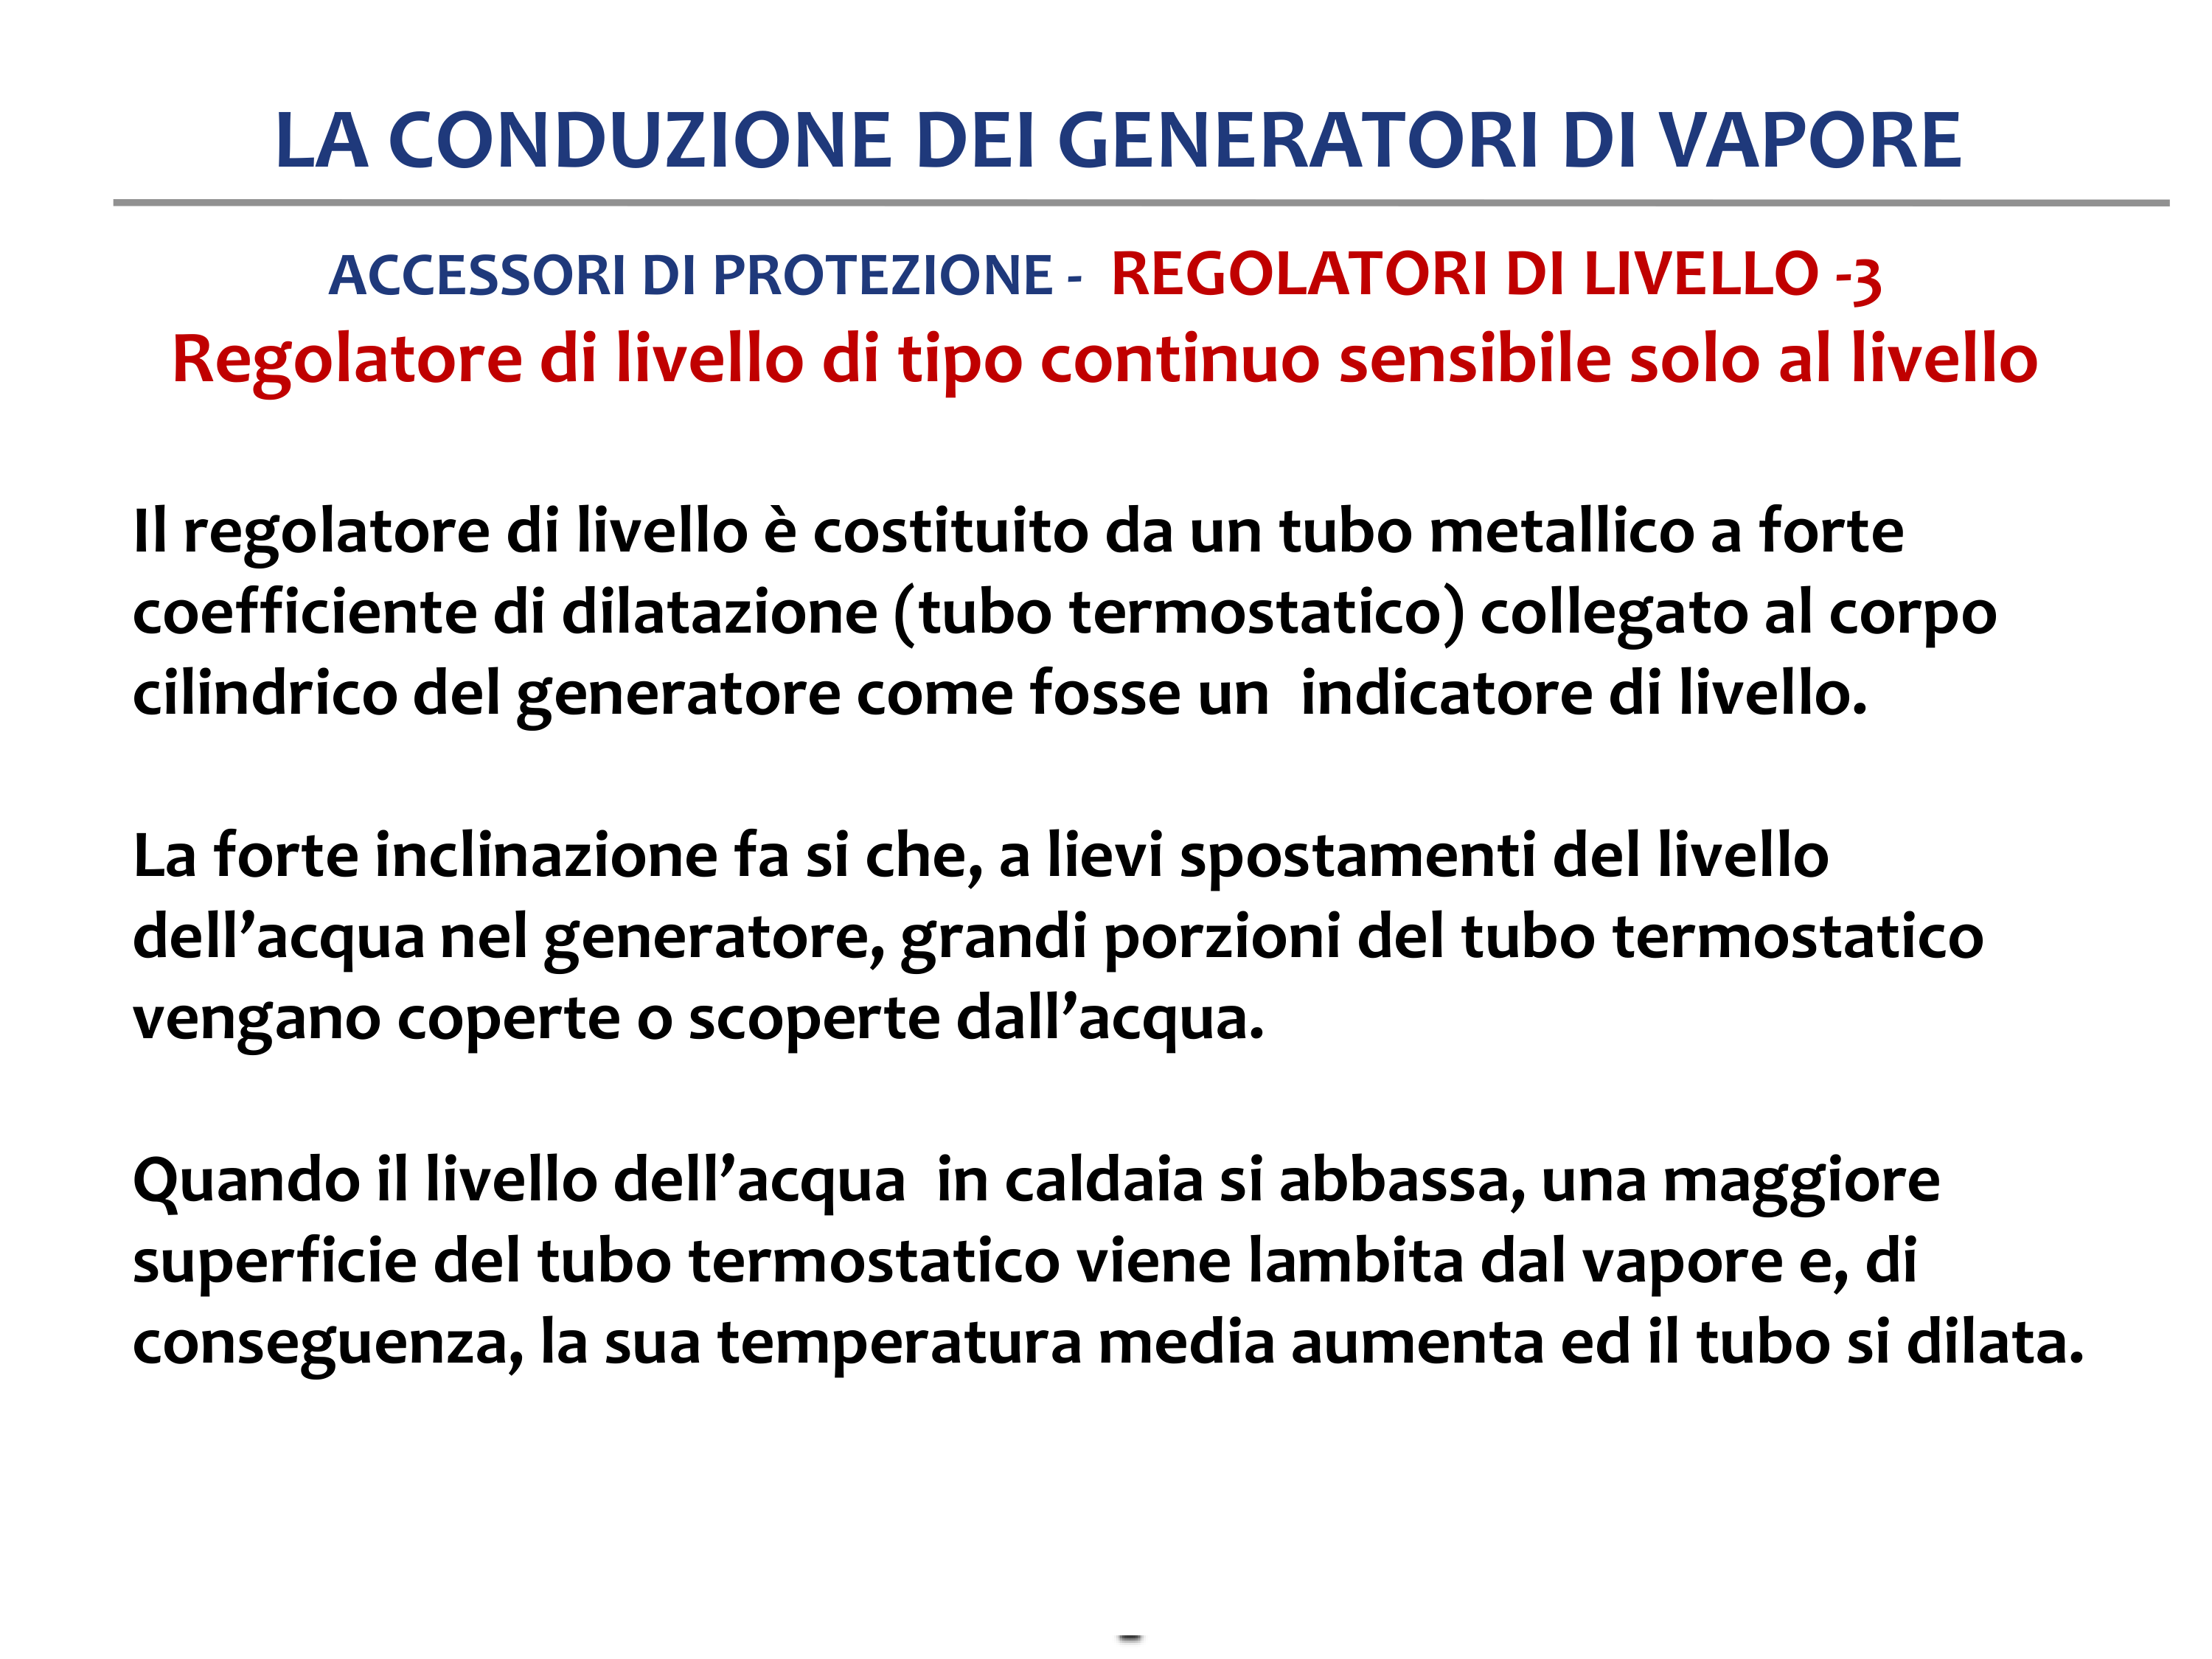 LA CONDUZIONE DEI GENERATORI DI VAPORE
ACCESSORI DI PROTEZIONE - REGOLATORI DI LIVELLO -3
Regolatore di livello di tipo continuo sensibile solo al livello
Il regolatore di livello è costituito da un tubo metallico a forte
coefficiente di dilatazione (tubo termostatico) collegato al corpo
cilindrico del generatore come fosse un indicatore di livello.
La forte inclinazione fa si che, a lievi spostamenti del livello
dell’acqua nel generatore, grandi porzioni del tubo termostatico
vengano coperte o scoperte dall’acqua.
Quando il livello dell’acqua in caldaia si abbassa, una maggiore
superficie del tubo termostatico viene lambita dal vapore e, di
conseguenza, la sua temperatura media aumenta ed il tubo si dilata.